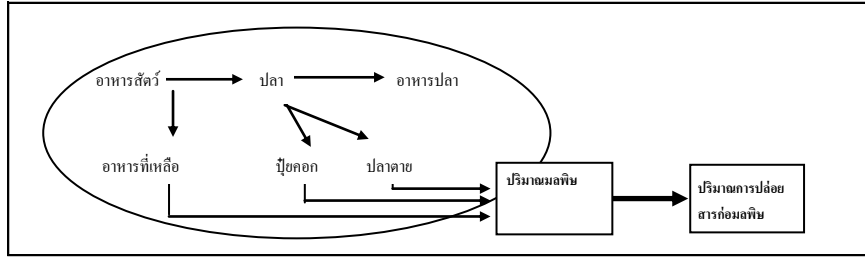 อาหารสัตว์ ปลา อาหารปลา
อาหารที่เหลือ ปุ๋ยคอก ปลาตาย
ปริมาณมลพิษ
ปริมาณการปล่อย
สารก่อมลพิษ